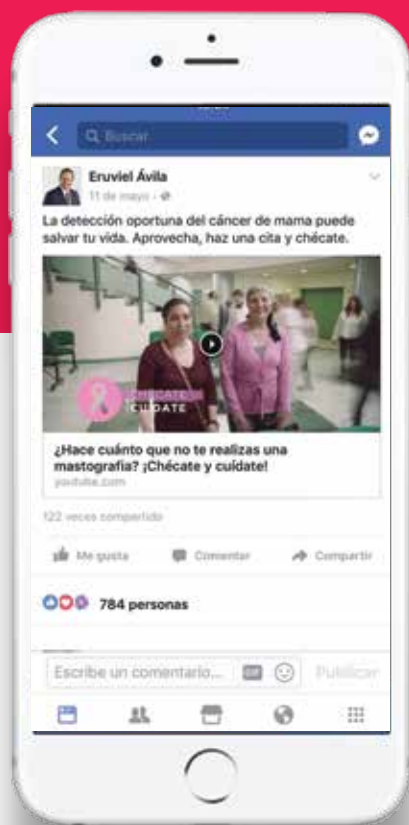 Buscar
Eruviel Ávila
11 de mayo
La detección oportuna del cáncer de mama puede
salvar tu vida. Aprovecha, haz una cita y chécate.
CHÉCATE
CUÍDATE
¿Hace cuánto que no te realizas una
mastografía? ¡Chécate y cuídate!
youtube.com
122 veces compartido
Me gusta Comentar Compartir
784 personas
Escribe un comentario... GIF Publicar